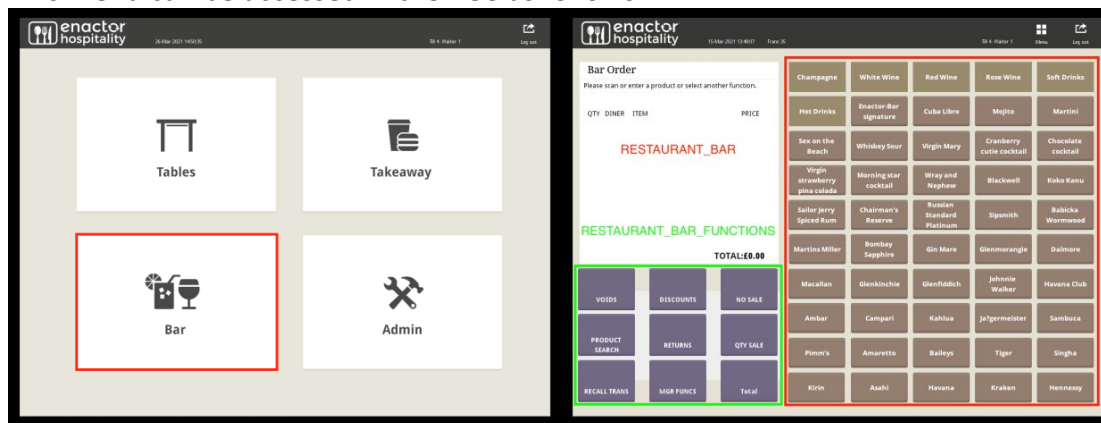 enactor
hospitality
26-Mar-2021 14:50:35
Till 4 -Waiter 1
Log out
Tables
Takeaway
Bar
Admin
enactor
hospitality
15-Mar-2021 13:48:07
Trans 35
Till 4 -Waiter 1
Menu
Log out
Bar Order
Please scan or enter a product or select another function.
QTY DINER ITEM PRICE
RESTAURANT_BAR
RESTAURANT_BAR_FUNCTIONS
TOTAL:£0.00
VOIDS
DISCOUNTS
NO SALE
PRODUCT
SEARCH
RETURNS
QTY SALE
RECALL TRANS
MGR FUNCS
Total
Champagne
White Wine
Red Wine
Rose Wine
Soft Drinks
Hot Drinks
Enactor-Bar
signature
Cuba Libre
Mojito
Martini
Sex on the
Beach
Whiskey Sour
Virgin Mary
Cranberry
cutie cocktail
Chocolate
cocktail
Virgin
strawberry
pina colada
Morning star
cocktail
Wray and
Nephew
Blackwell
Koko Kanu
Sailor Jerry
Spiced Rum
Chairman's
Reserve
Russian
Standard
Platinum
Sipsmith
Babicka
Wormwood
Martins Miller
Bombay
Sapphire
Gin Mare
Glenmorangie
Dalmore
Macallan
Glenkinchie
Glenfiddich
Johnnie
Walker
Havana Club
Ambar
Campari
Kahlua
Ja?germeister
Sambuca
Pimm's
Amaretto
Baileys
Tiger
Singha
Kirin
Asahi
Havana
Kraken
Hennessy